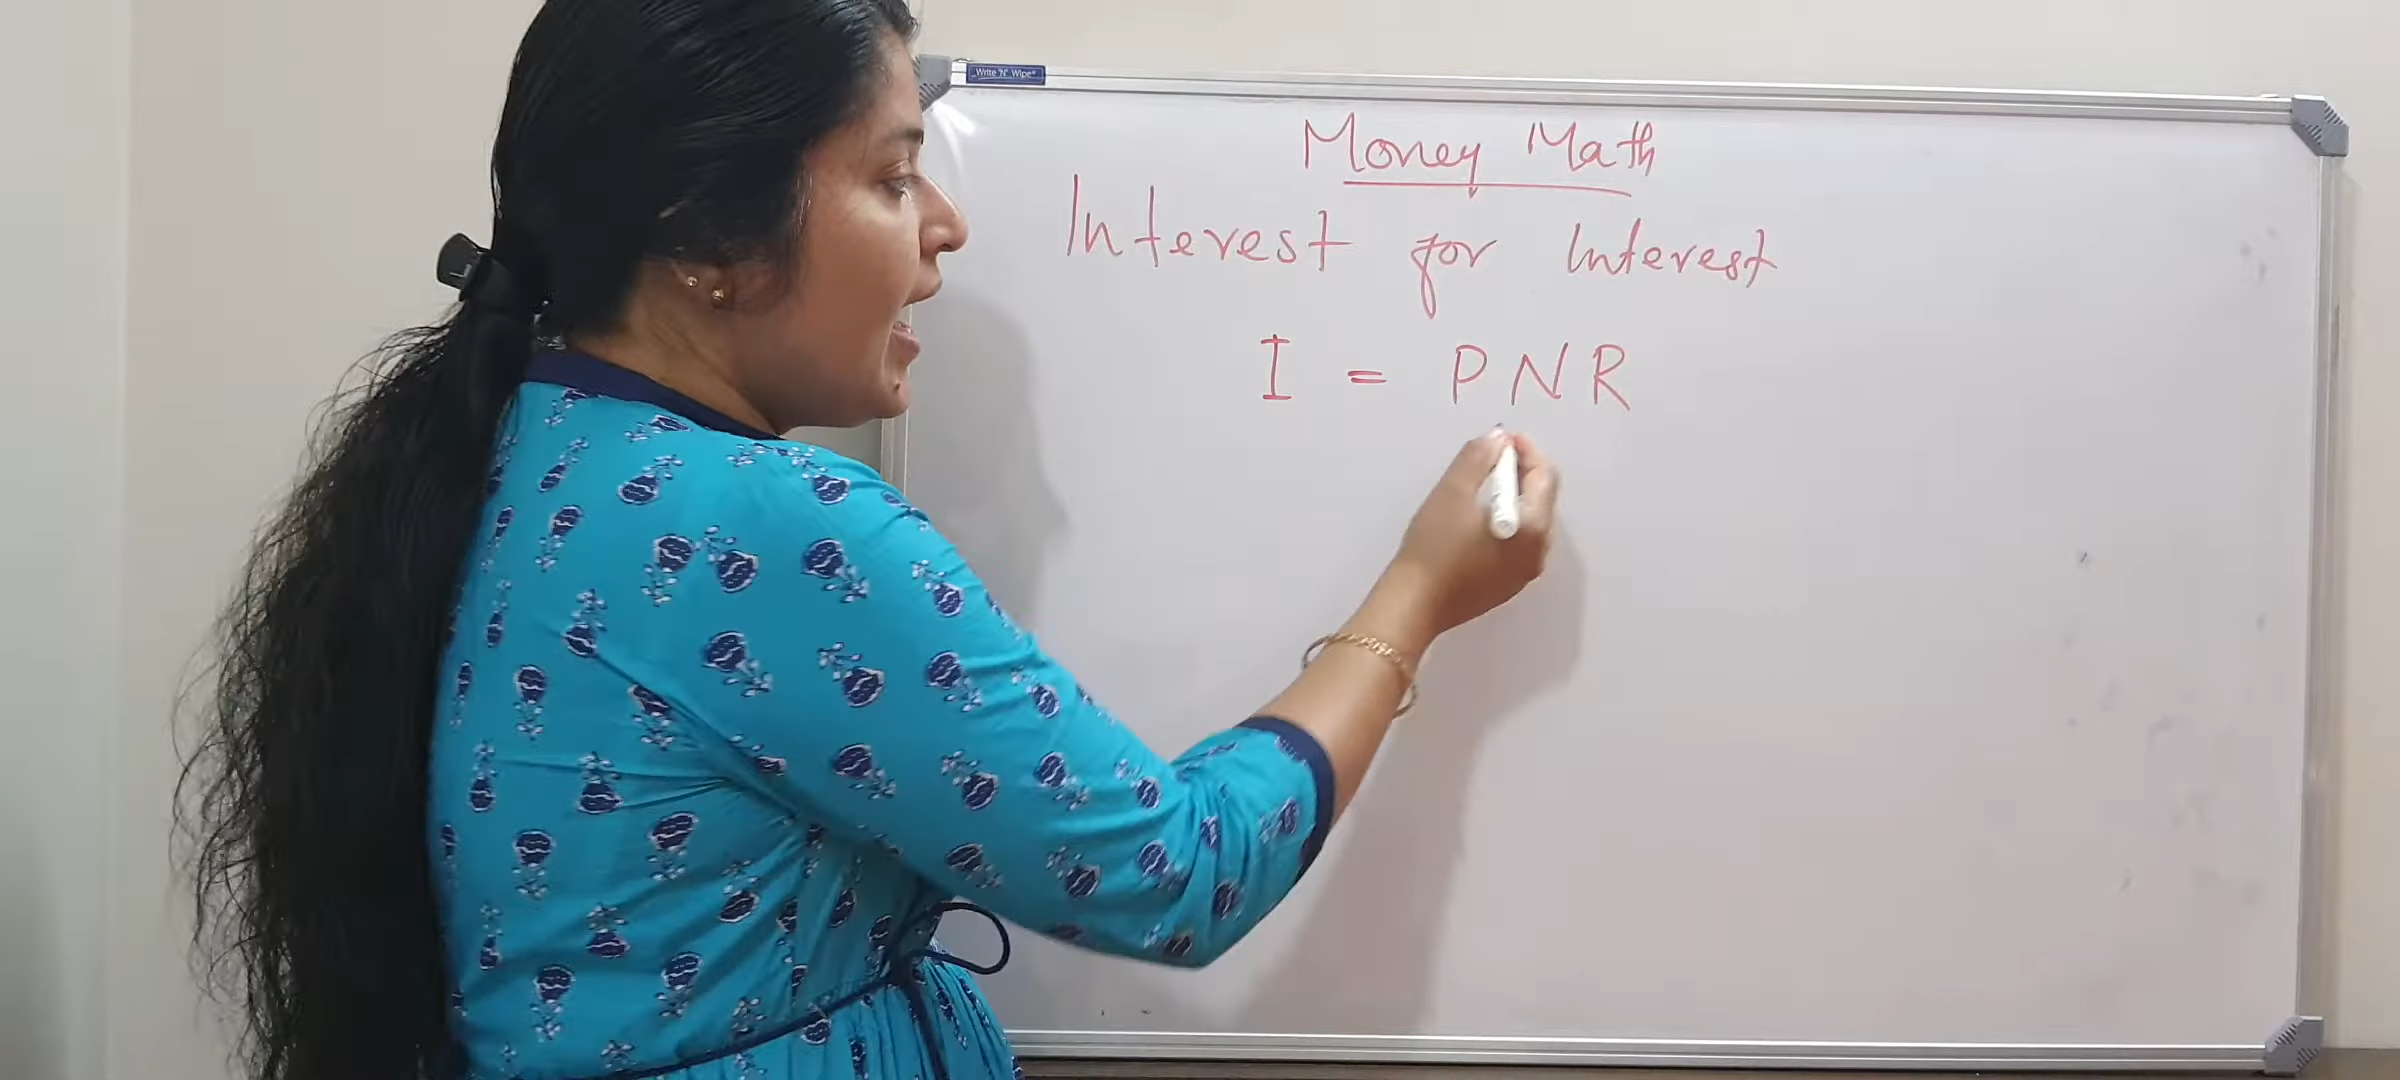 Write 'N' Wipe
Money Math
Interest for Interest
I = PNR